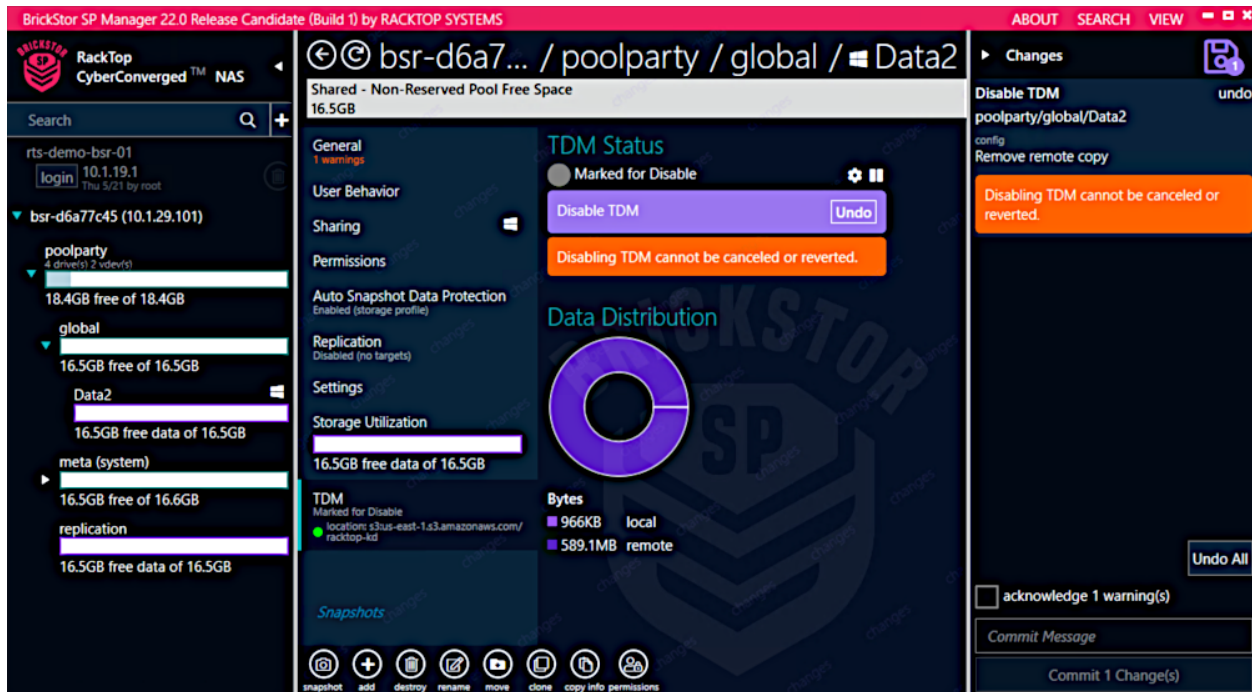 BrickStor SP Manager 22.0 Release Candidate (Build 1) by RACKTOP SYSTEMS
ABOUT SEARCH VIEW
BRICKSTOR
SP
RackTop
CyberConverged TM NAS
Search
rts-demo-bsr-01
login 10.1.19.1
Thu 5/21 by root
bsr-d6a77c45 (10.1.29.101)
poolparty
4 drive(s) 2 vdev(s)
18.4GB free of 18.4GB
global
16.5GB free of 16.5GB
Data2
16.5GB free data of 16.5GB
meta (system)
16.5GB free of 16.6GB
replication
16.5GB free data of 16.5GB
bsr-d6a7... / poolparty / global / Data2
Shared - Non-Reserved Pool Free Space
16.5GB
General
1 warnings
User Behavior
Sharing
Permissions
Auto Snapshot Data Protection
Enabled (storage profile)
Replication
Disabled (no targets)
Settings
Storage Utilization
16.5GB free data of 16.5GB
TDM
Marked for Disable
location: s3:us-east-1.s3.amazonaws.com/
racktop-kd
Snapshots
TDM Status
Marked for Disable
Disable TDM Undo
Disabling TDM cannot be canceled or reverted.
Data Distribution
BRICKSTOR
SP
Bytes
966KB local
589.1MB remote
snapshot add destroy rename move clone copy info permissions
Changes
1
Disable TDM undo
poolparty/global/Data2
config
Remove remote copy
Disabling TDM cannot be canceled or
reverted.
Undo All
acknowledge 1 warning(s)
Commit Message
Commit 1 Change(s)